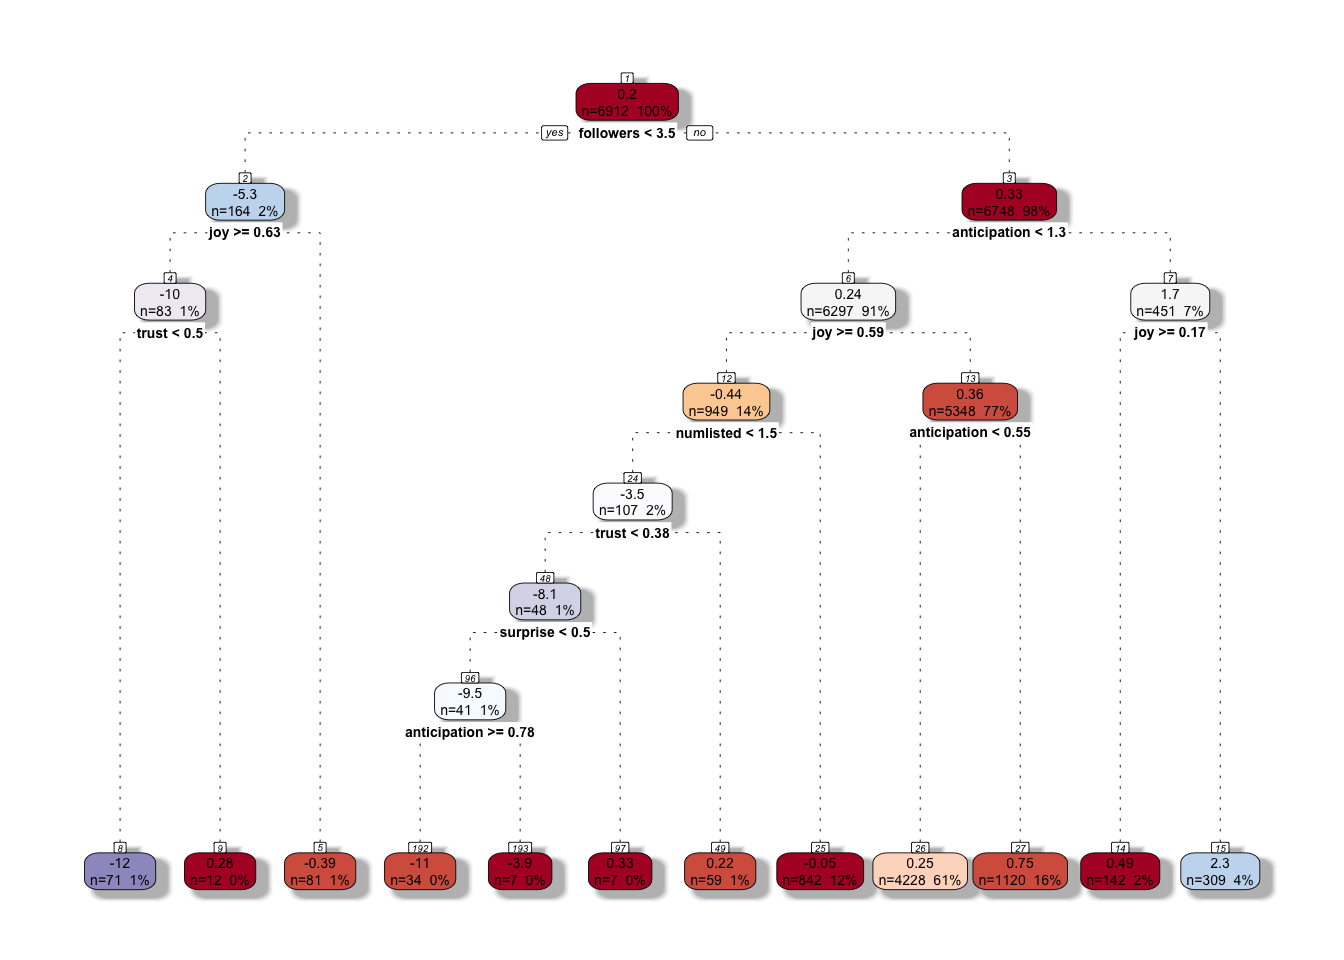 1
0.2
n=6912 100%
yes followers < 3.5 no
2
-5.3
n=164 2%
joy >= 0.63
3
0.33
n=6748 98%
anticipation < 1.3
4
-10
n=83 1%
trust < 0.5
6
0.24
n=6297 91%
joy >= 0.59
7
1.7
n=451 7%
joy >= 0.17
12
-0.44
n=949 14%
numlisted < 1.5
13
0.36
n=5348 77%
anticipation < 0.55
24
-3.5
n=107 2%
trust < 0.38
48
-8.1
n=48 1%
surprise < 0.5
96
-9.5
n=41 1%
anticipation >= 0.78
8
-12
n=71 1%
9
0.28
n=12 0%
5
-0.39
n=81 1%
192
-11
n=34 0%
193
-3.9
n=7 0%
97
0.33
n=7 0%
49
0.22
n=59 1%
25
-0.05
n=842 12%
26
0.25
n=4228 61%
27
0.75
n=1120 16%
14
0.49
n=142 2%
15
2.3
n=309 4%